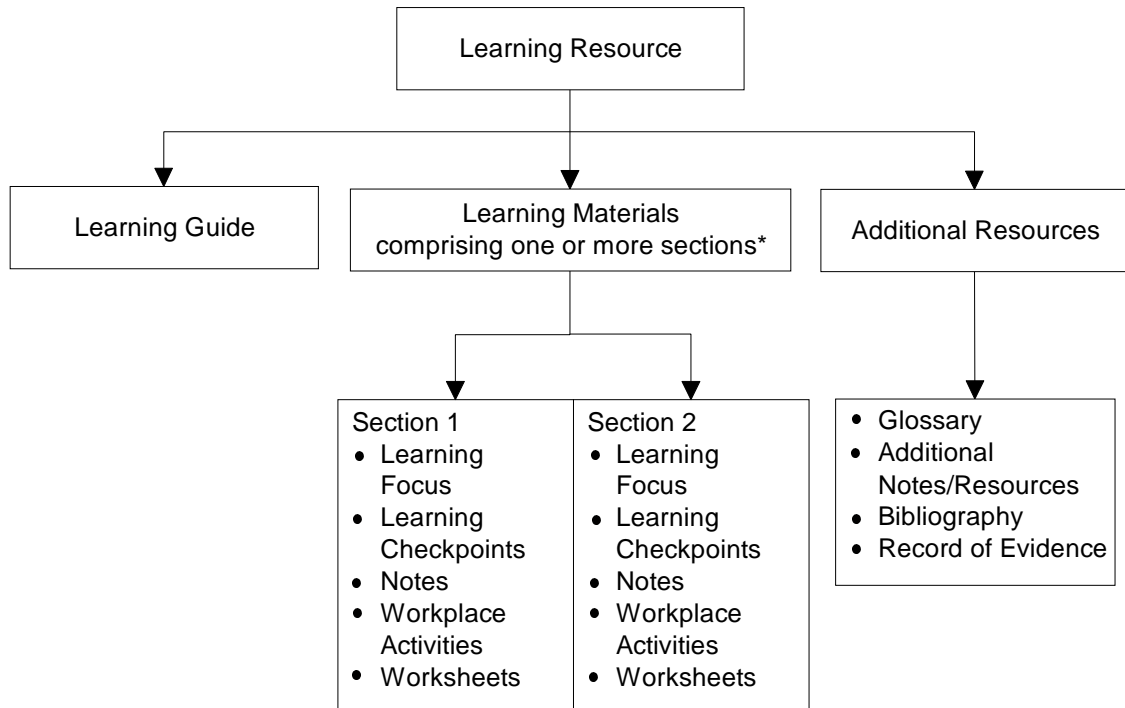 Learning Resource
Learning Guide
Learning Materials
comprising one or more sections*
Additional Resources
Section 1
• Learning
Focus
• Learning
Checkpoints
• Notes
• Workplace
Activities
• Worksheets
Section 2
• Learning
Focus
• Learning
Checkpoints
• Notes
• Workplace
Activities
• Worksheets
• Glossary
• Additional
Notes/Resources
• Bibliography
• Record of Evidence